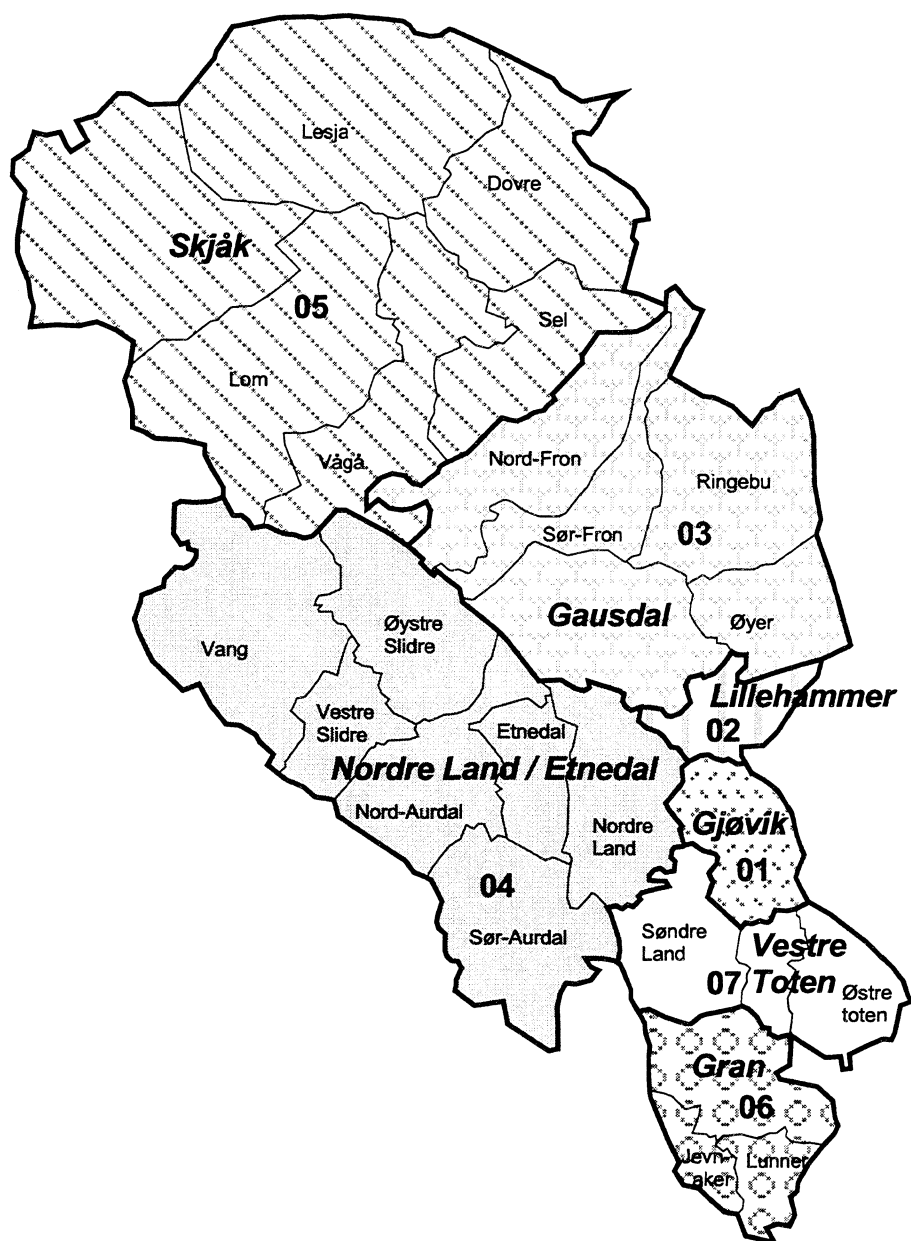 Lesja
Dovre
Skjåk
05
Sel
Lom
Vågå
Nord-Fron
Ringebu
Sør-Fron
03
Gausdal
Øyer
Øystre
Slidre
Vang
Lillehammer
02
Vestre
Slidre
Etnedal
Nordre Land / Etnedal
Nord-Aurdal
Nordre
Land
Gjøvik
01
04
Sør-Aurdal
Søndre
Land
Vestre
Toten
07
Østre
toten
Gran
06
Jevn-
aker
Lunner